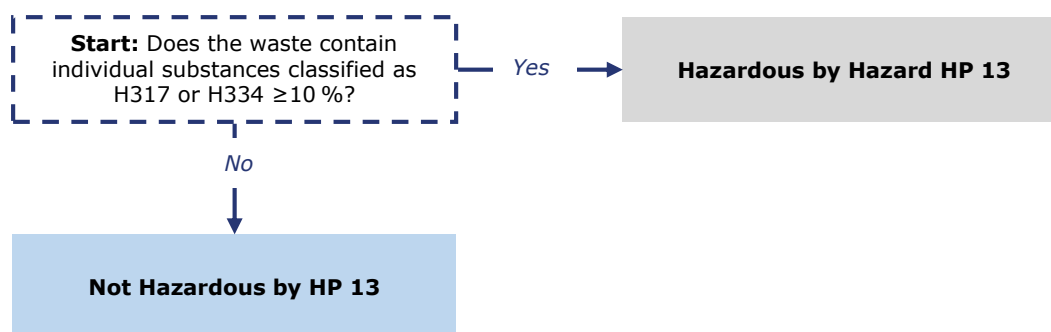 Start: Does the waste contain
individual substances classified as
H317 or H334 ≥10 %?
Yes
Hazardous by Hazard HP 13
No
Not Hazardous by HP 13